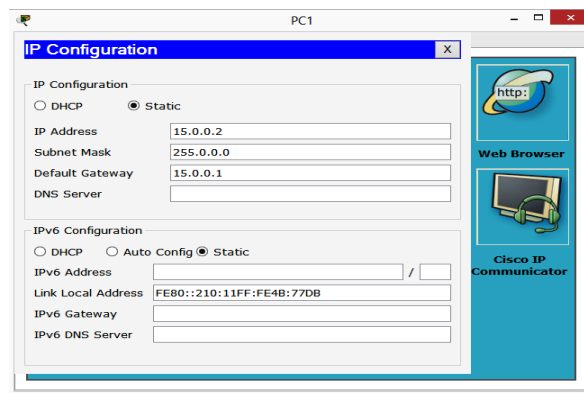 PC1
IP Configuration X
IP Configuration
DHCP Static
IP Address 15.0.0.2
Subnet Mask 255.0.0.0
Default Gateway 15.0.0.1
DNS Server
IPv6 Configuration
DHCP Auto Config Static
IPv6 Address /
Link Local Address FE80::210:11FF:FE4B:77DB
IPv6 Gateway
IPv6 DNS Server
http:
Web Browser
Cisco IP
Communicator